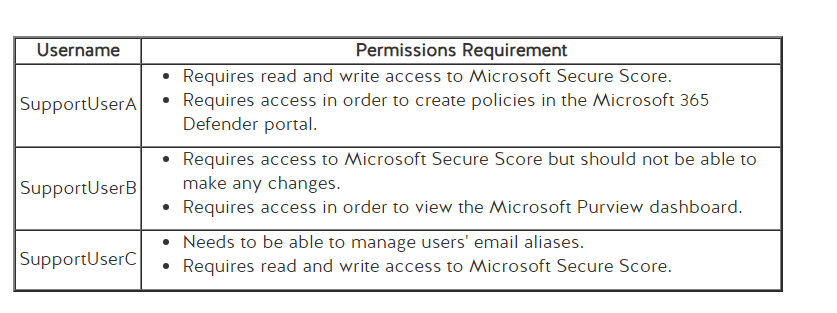 Username Permissions Requirement
SupportUserA
• Requires read and write access to Microsoft Secure Score.
• Requires access in order to create policies in the Microsoft 365
Defender portal.
SupportUserB
• Requires access to Microsoft Secure Score but should not be able to
make any changes.
• Requires access in order to view the Microsoft Purview dashboard.
SupportUserC
• Needs to be able to manage users' email aliases.
• Requires read and write access to Microsoft Secure Score.